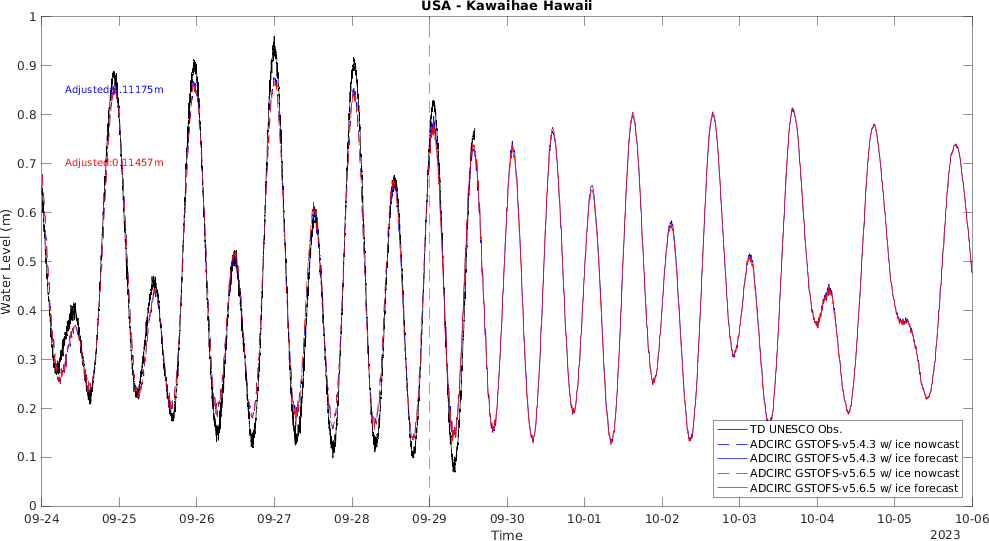 USA - Kawaihae Hawaii
1
0.9
0.8
0.7
0.6
0.5
0.4
0.3
0.2
0.1
0
Water Level (m)
Adjusted:0.11175m
Adjusted:0.11457m
TD UNESCO Obs.
ADCIRC GSTOFS-v5.4.3 w/ ice nowcast
ADCIRC GSTOFS-v5.4.3 w/ ice forecast
ADCIRC GSTOFS-v5.6.5 w/ ice nowcast
ADCIRC GSTOFS-v5.6.5 w/ ice forecast
09-24 09-25 09-26 09-27 09-28 09-29 09-30 10-01 10-02 10-03 10-04 10-05 10-06
Time
2023